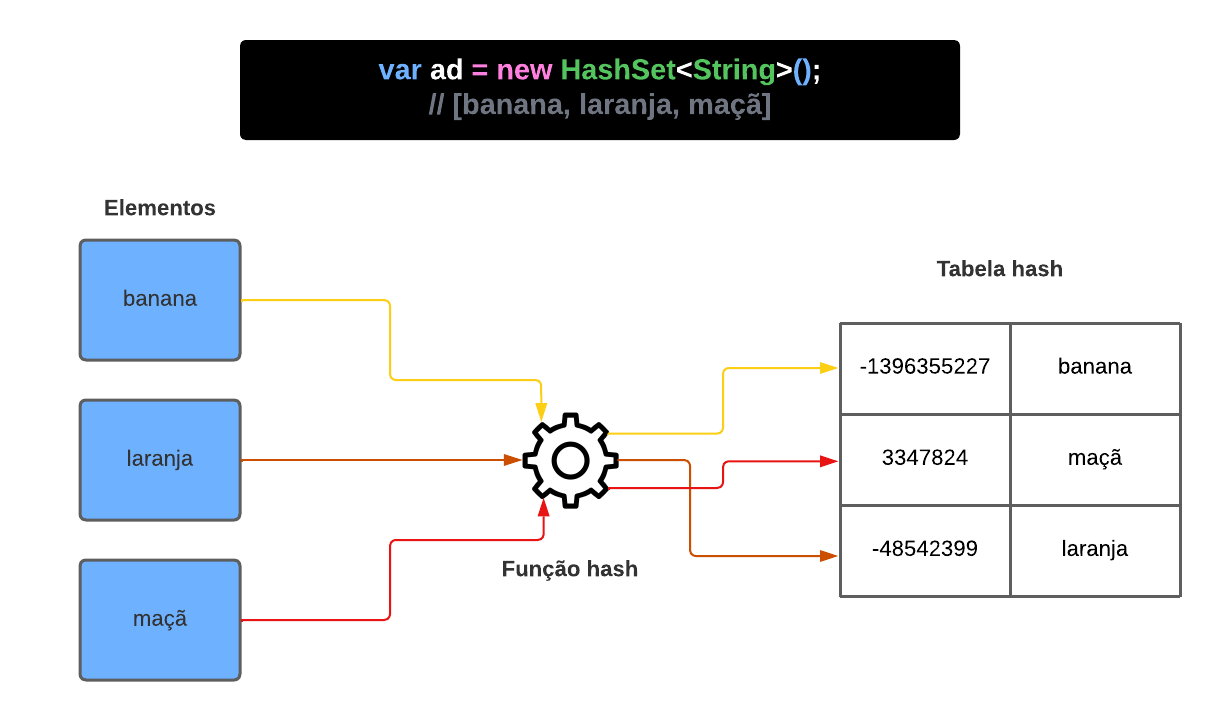 var ad = new HashSet<String>();
// [banana, laranja, maçã]
Elementos
banana
laranja
maçã
Função hash
Tabela hash
-1396355227 banana
3347824 maçã
-48542399 laranja